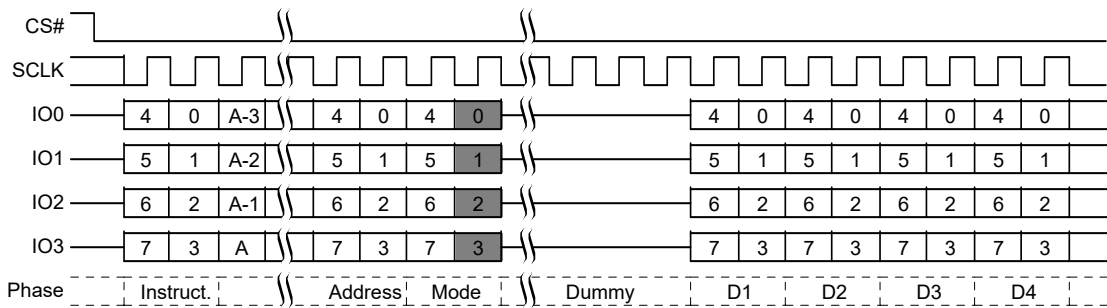 CS#
SCLK
IO0 4 0 A-3 4 0 4 0 4 0 4 0 4 0 4 0
IO1 5 1 A-2 5 1 5 1 5 1 5 1 5 1 5 1
IO2 6 2 A-1 6 2 6 2 6 2 6 2 6 2 6 2
IO3 7 3 A 7 3 7 3 7 3 7 3 7 3 7 3
Phase Instruct. Address Mode Dummy D1 D2 D3 D4